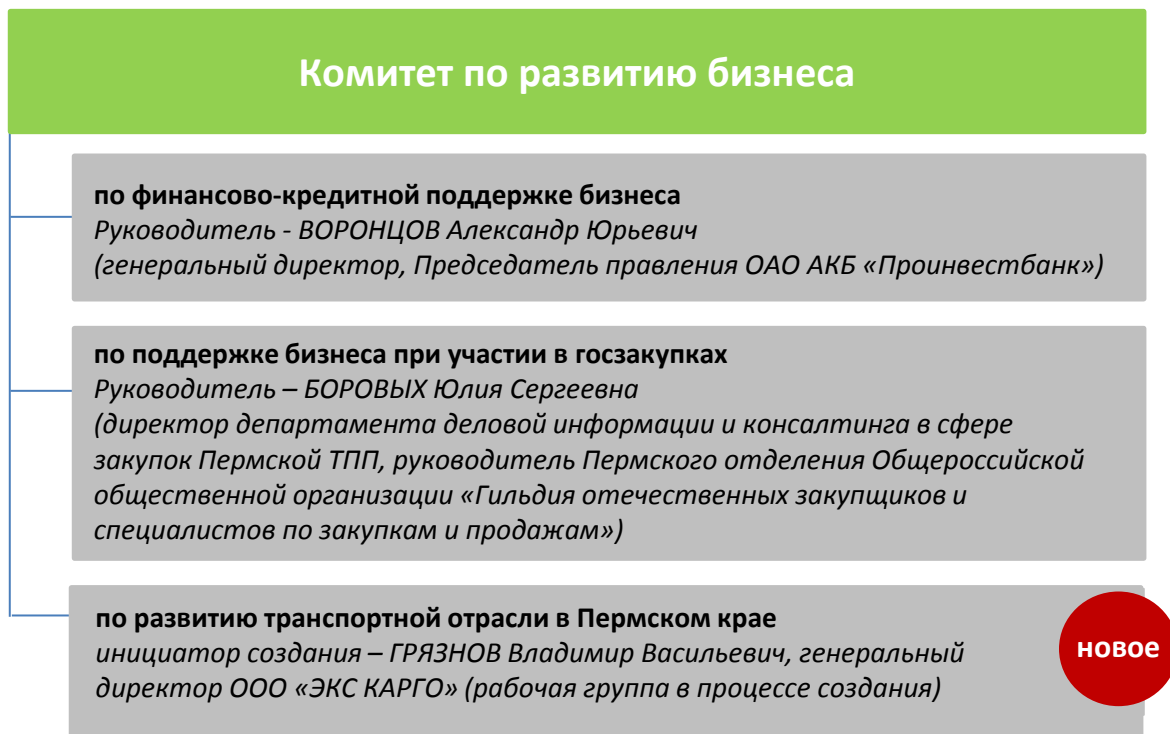 Комитет по развитию бизнеса
по финансово-кредитной поддержке бизнеса
Руководитель - ВОРОНЦОВ Александр Юрьевич
(генеральный директор, Председатель правления ОАО АКБ «Проинвестбанк»)
по поддержке бизнеса при участии в госзакупках
Руководитель – БОРОВЫХ Юлия Сергеевна
(директор департамента деловой информации и консалтинга в сфере
закупок Пермской ТПП, руководитель Пермского отделения Общероссийской
общественной организации «Гильдия отечественных закупщиков и
специалистов по закупкам и продажам»)
по развитию транспортной отрасли в Пермском крае
инициатор создания – ГРЯЗНОВ Владимир Васильевич, генеральный
директор ООО «ЭКС КАРГО» (рабочая группа в процессе создания)
новое